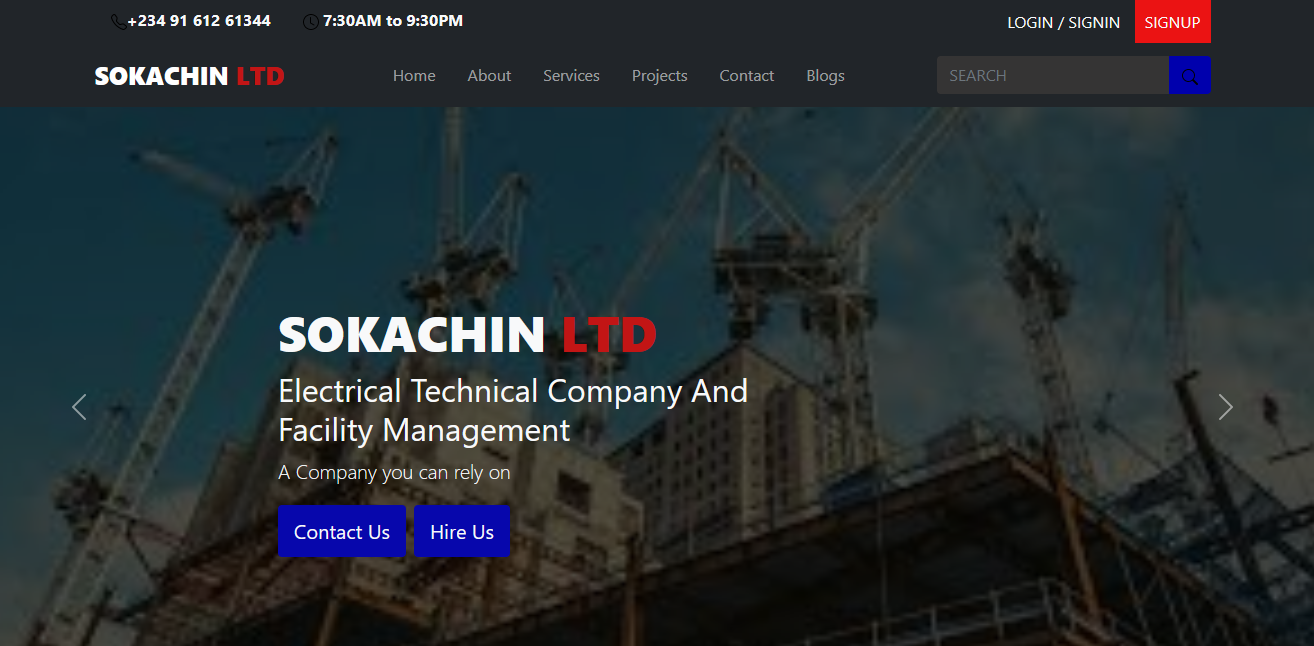 +234 91 612 61344 7:30AM to 9:30PM LOGIN / SIGNIN SIGNUP
SOKACHIN LTD Home About Services Projects Contact Blogs SEARCH
SOKACHIN LTD
Electrical Technical Company And
Facility Management
A Company you can rely on
Contact Us Hire Us